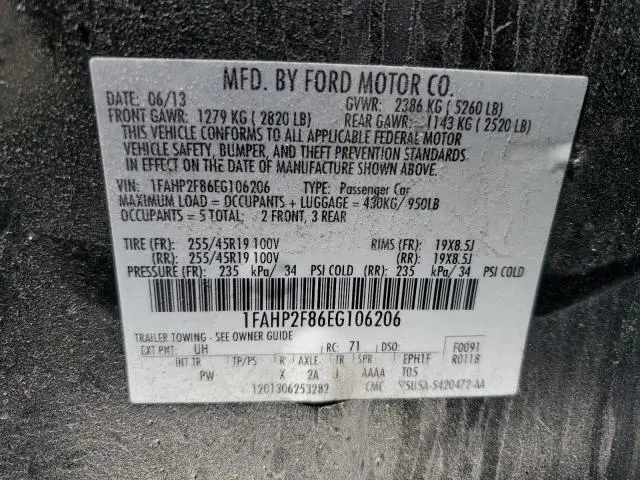 MFD. BY FORD MOTOR CO.
DATE: 06/13 GVWR: 2386 KG ( 5260 LB)
FRONT GAWR: 1279 KG ( 2820 LB) REAR GAWR: 1143 KG ( 2520 LB)
THIS VEHICLE CONFORMS TO ALL APPLICABLE FEDERAL MOTOR
VEHICLE SAFETY, BUMPER, AND THEFT PREVENTION STANDARDS
IN EFFECT ON THE DATE OF MANUFACTURE SHOWN ABOVE.
VIN: 1FAHP2F86EG106206 TYPE: Passenger Car
MAXIMUM LOAD = OCCUPANTS + LUGGAGE = 430KG/ 950LB
OCCUPANTS = 5 TOTAL; 2 FRONT, 3 REAR
TIRE (FR): 255/45R19 100V RIMS (FR): 19X8.5J
(RR): 255/45R19 100V (RR): 19X8.5J
PRESSURE (FR): 235 kPa/ 34 PSI COLD (RR): 235 kPa/ 34 PSI COLD
1FAHP2F86EG106206
TRAILER TOWING - SEE OWNER GUIDE
EXT PMT: UH RC: 71 DSO: F0091
INT TR TP/PS R AXLE TR SPR EPH1F R0118
PW X 2A J AAAA T0.5
1201306253282 CMC 5USA-5420472-AA